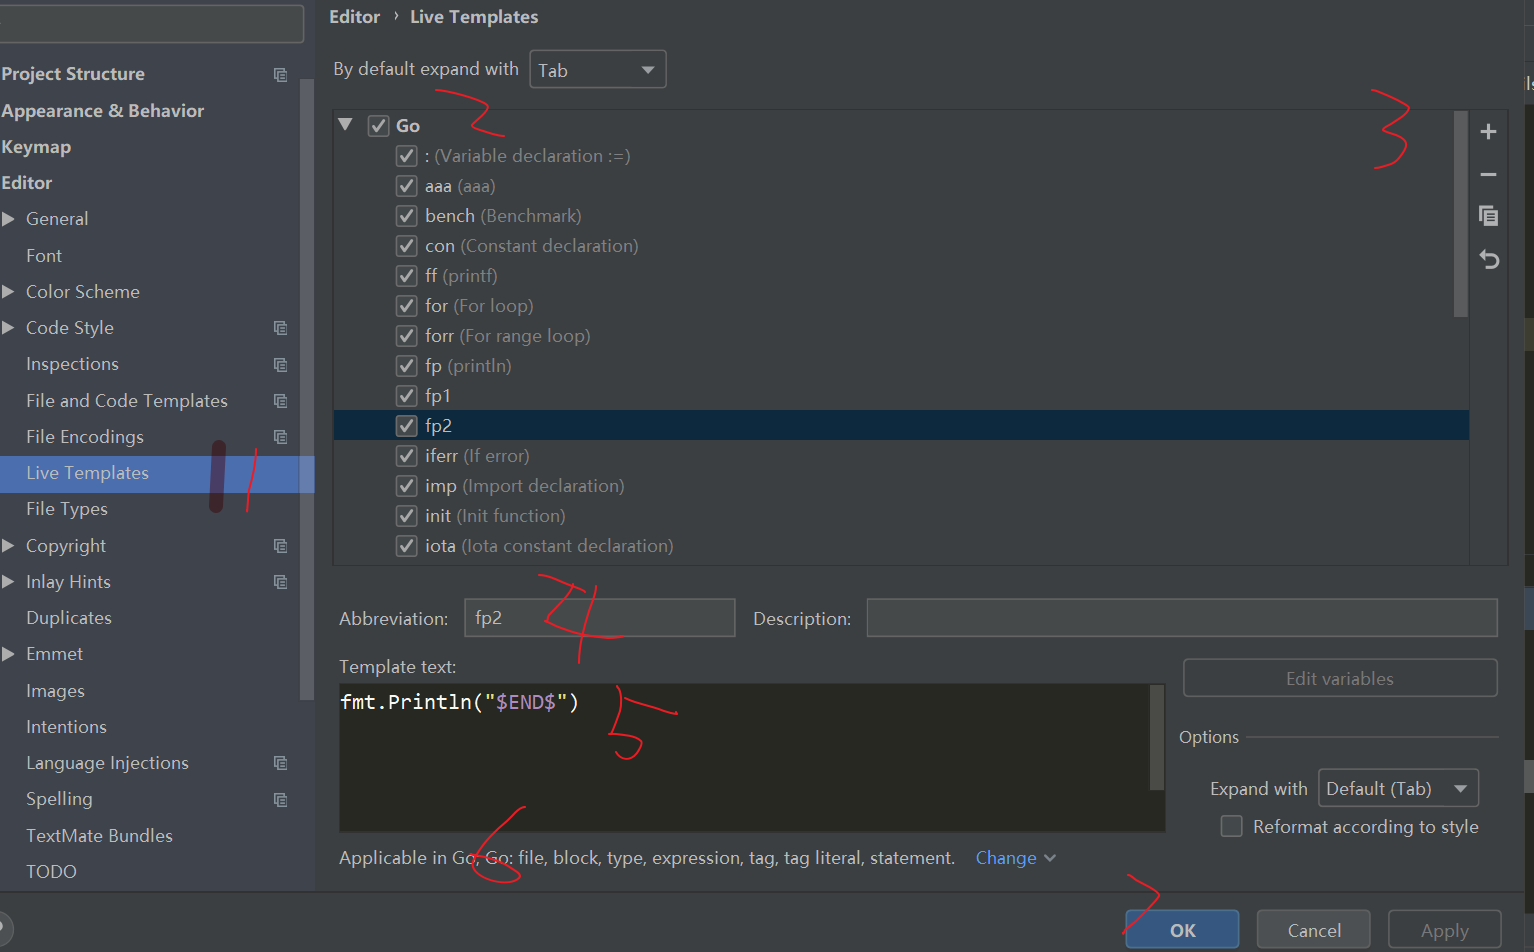 Editor › Live Templates
Project Structure
Appearance & Behavior
Keymap
Editor
General
Font
Color Scheme
Code Style
Inspections
File and Code Templates
File Encodings
Live Templates
1
File Types
Copyright
Inlay Hints
Duplicates
Emmet
Images
Intentions
Language Injections
Spelling
TextMate Bundles
TODO
By default expand with Tab
2
3
Go
: (Variable declaration :=)
aaa (aaa)
bench (Benchmark)
con (Constant declaration)
ff (printf)
for (For loop)
forr (For range loop)
fp (println)
fp1
fp2
iferr (If error)
imp (Import declaration)
init (Init function)
iota (Iota constant declaration)
Abbreviation: fp2 4 Description:
Template text:
fmt.Println("$END$") 5
Edit variables
Options
Expand with Default (Tab)
Reformat according to style
6
Applicable in Go, Go: file, block, type, expression, tag, tag literal, statement. Change
7
OK Cancel Apply